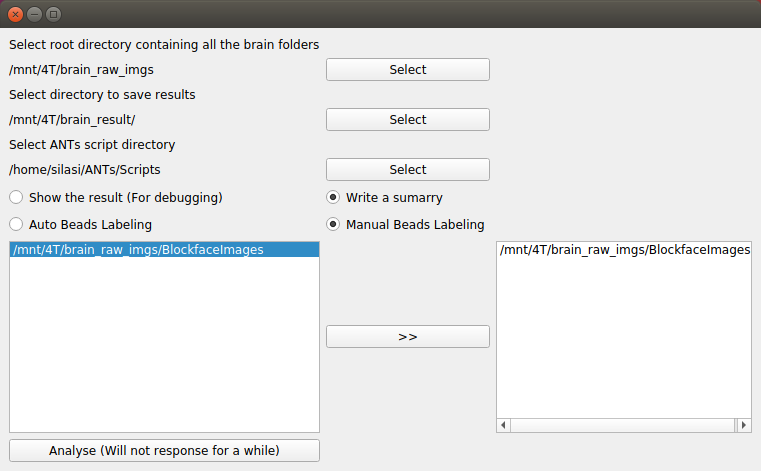 Select root directory containing all the brain folders
/mnt/4T/brain_raw_imgs
Select
Select directory to save results
/mnt/4T/brain_result/
Select
Select ANTs script directory
/home/silasi/ANTs/Scripts
Select
Show the result (For debugging)
Write a sumarry
Auto Beads Labeling
Manual Beads Labeling
/mnt/4T/brain_raw_imgs/BlockfaceImages
/mnt/4T/brain_raw_imgs/BlockfaceImages
>>
Analyse (Will not response for a while)